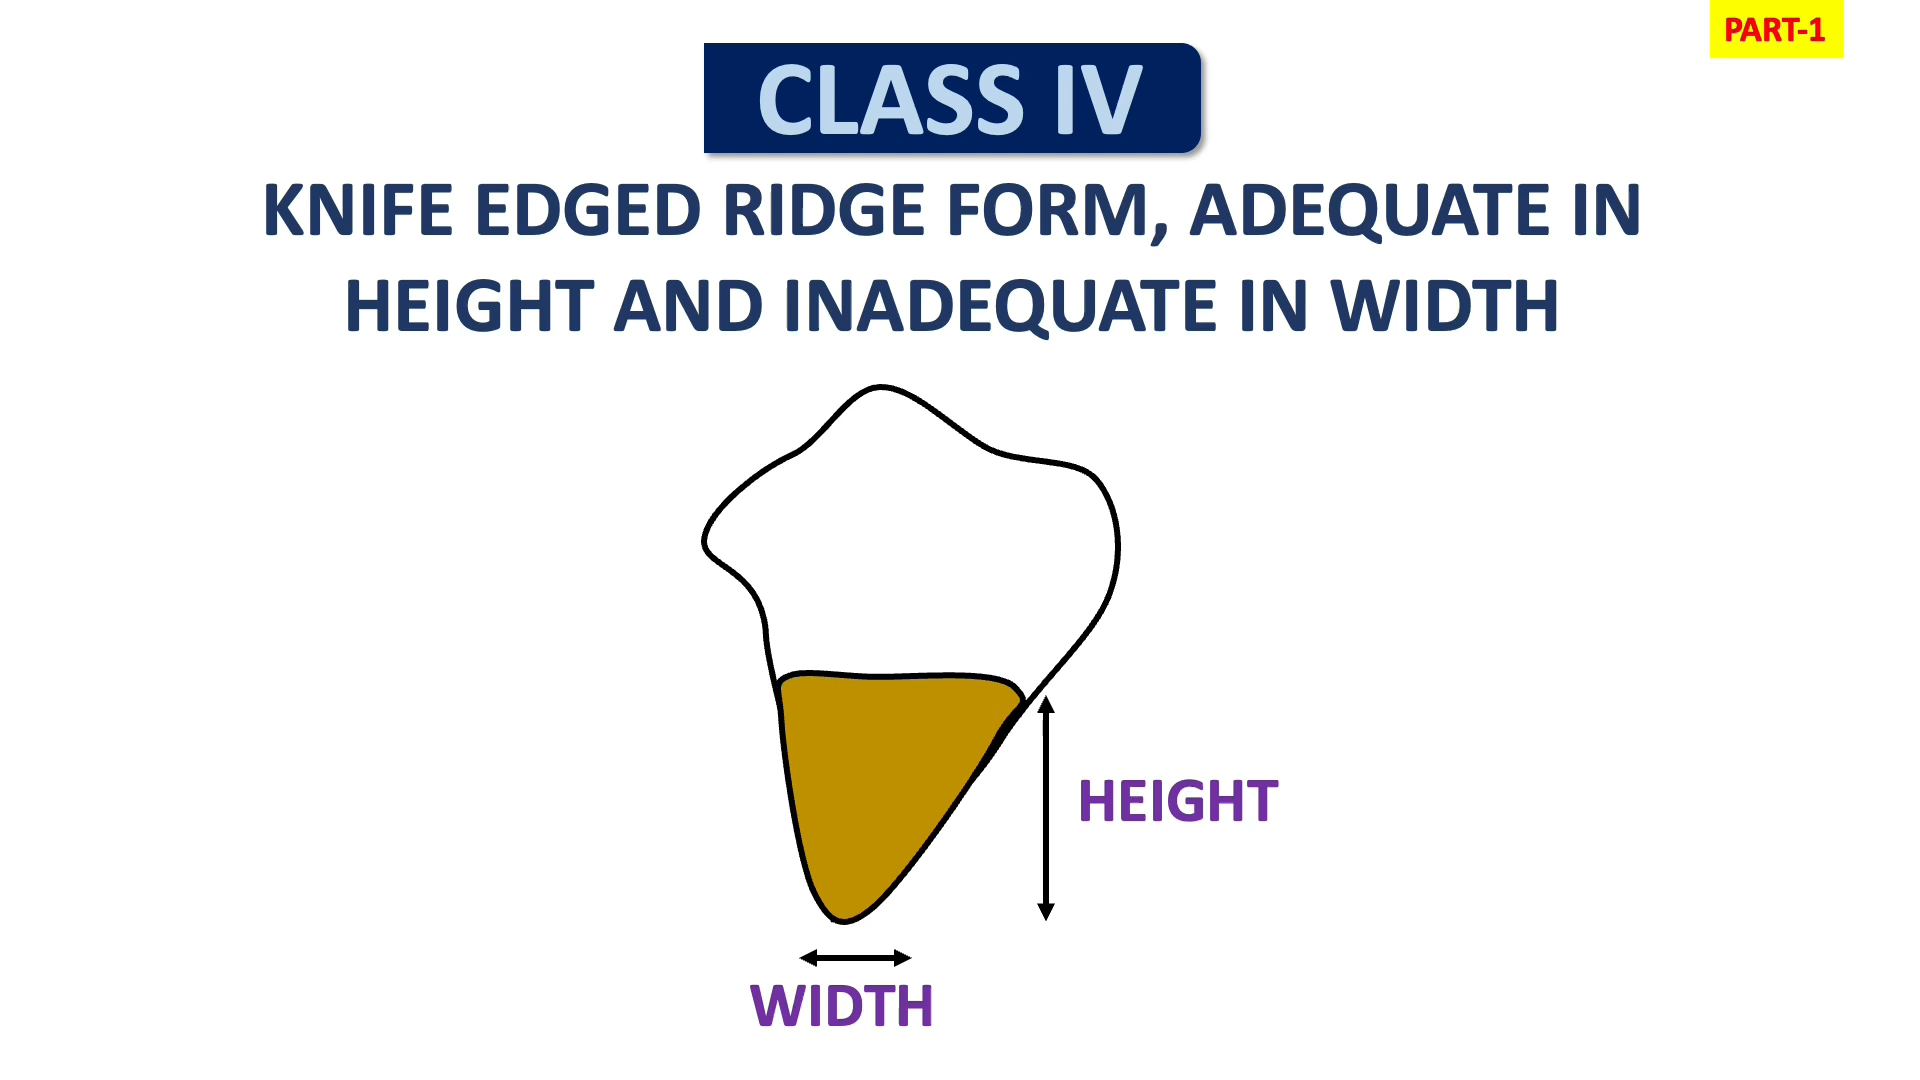 PART-1
CLASS IV
KNIFE EDGED RIDGE FORM, ADEQUATE IN
HEIGHT AND INADEQUATE IN WIDTH
HEIGHT
WIDTH